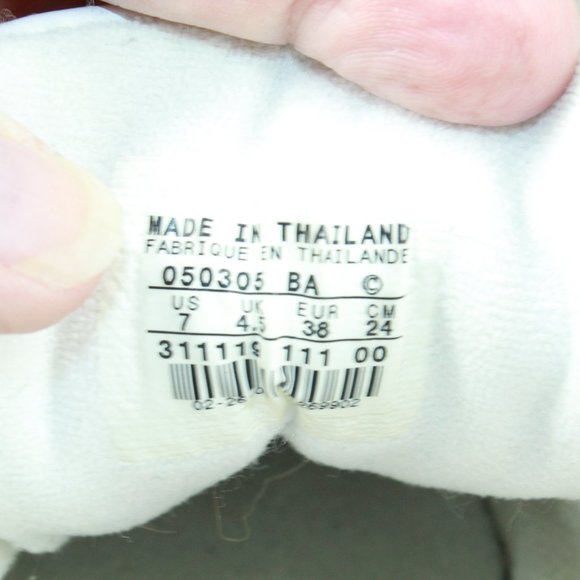 MADE IN THAILAND
FABRIQUE EN THAILANDE
050305 BA ©
US UK EUR CM
7 4.5 38 24
311119 111 00